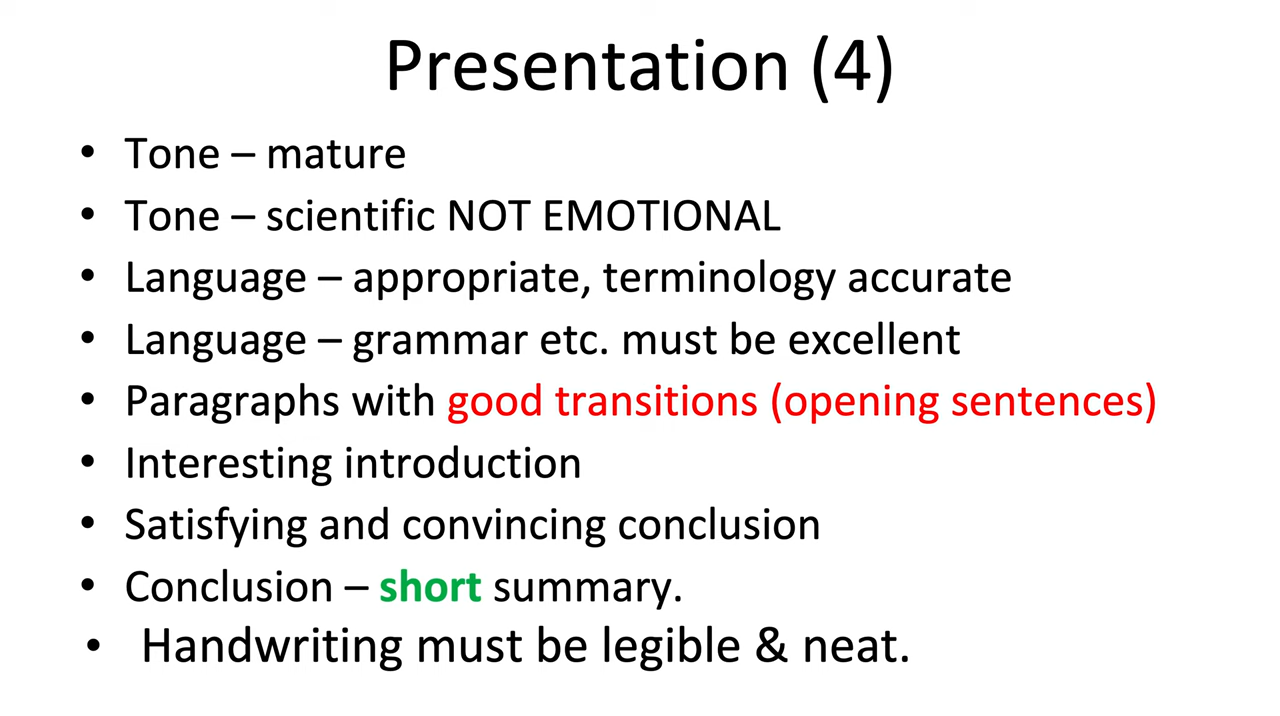 Presentation (4)
• Tone – mature
• Tone – scientific NOT EMOTIONAL
• Language – appropriate, terminology accurate
• Language – grammar etc. must be excellent
• Paragraphs with good transitions (opening sentences)
• Interesting introduction
• Satisfying and convincing conclusion
• Conclusion – short summary.
• Handwriting must be legible & neat.